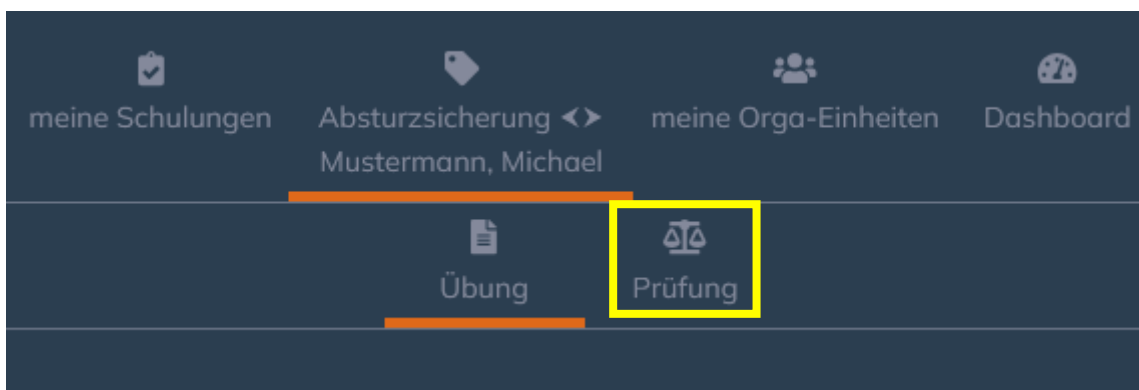 meine Schulungen
Absturzsicherung <>
Mustermann, Michael
meine Orga-Einheiten
Dashboard
Übung
Prüfung